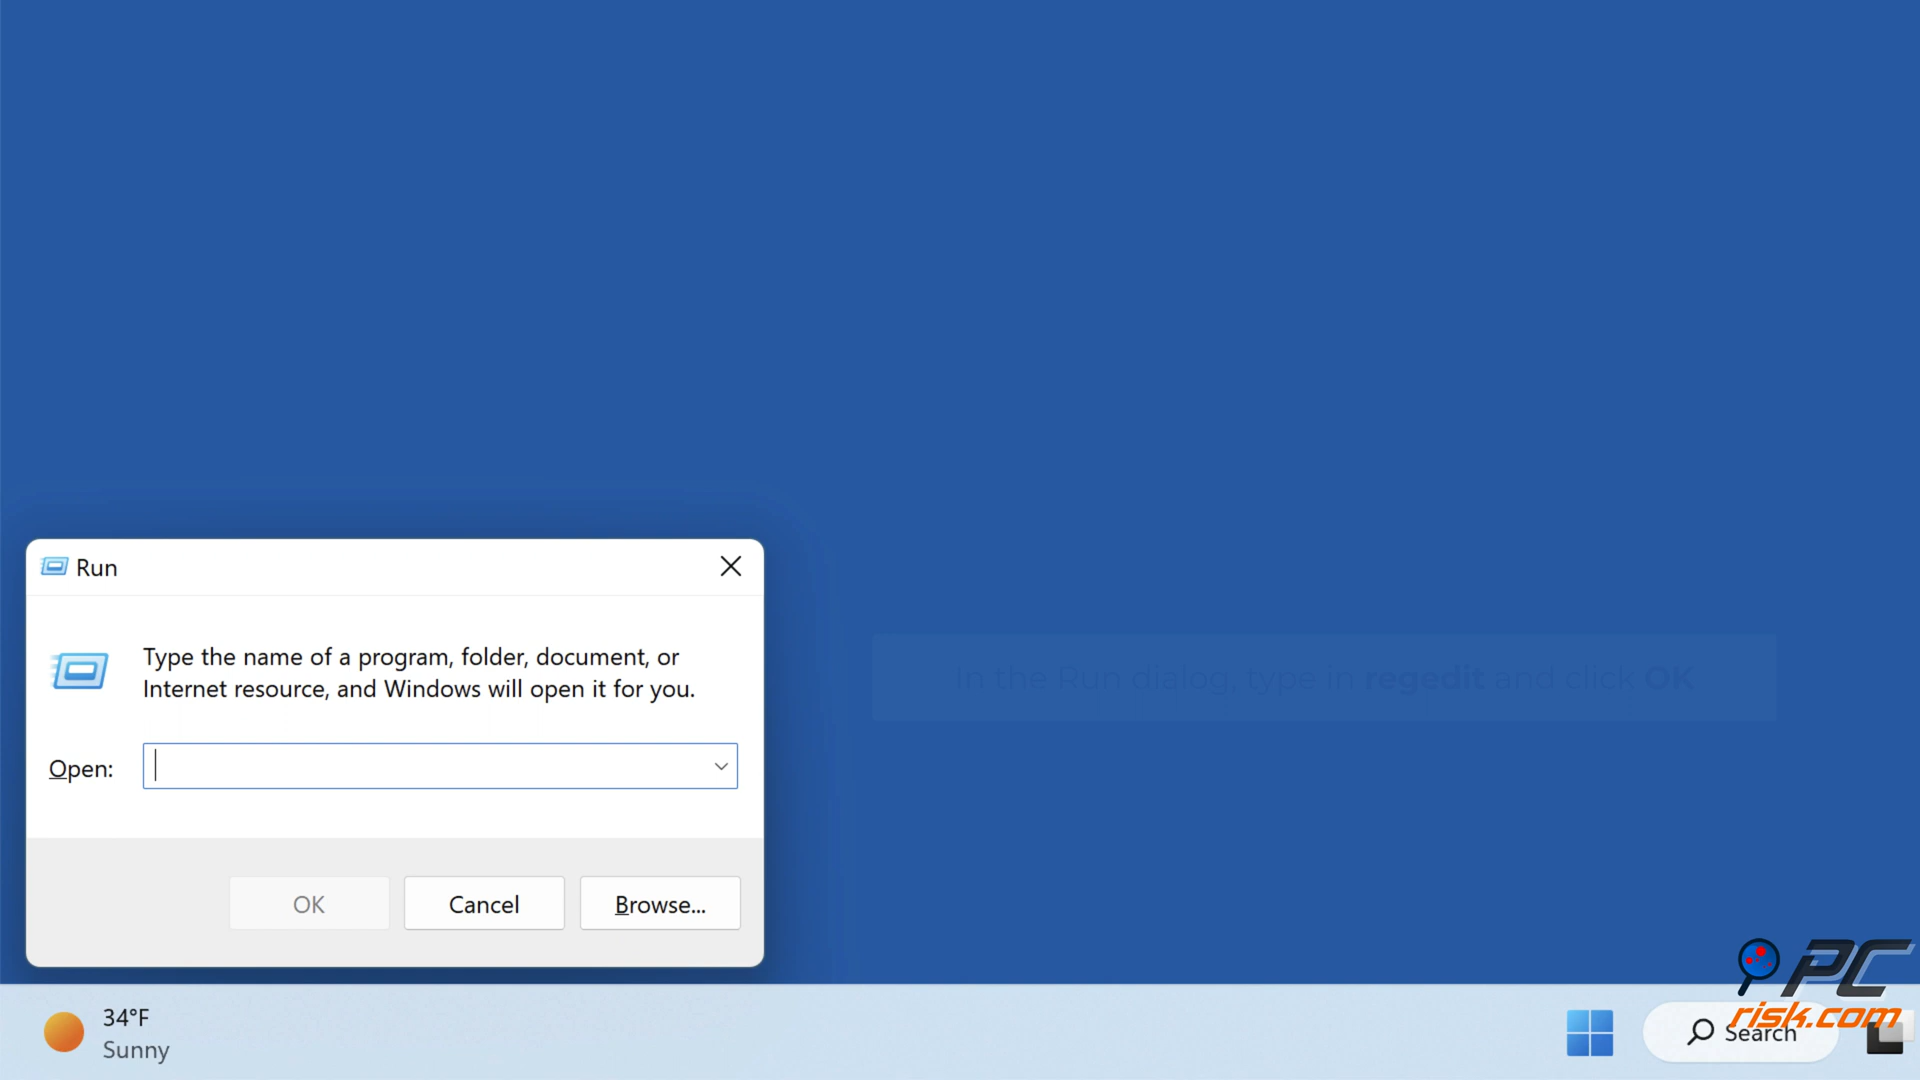 Run
Type the name of a program, folder, document, or
Internet resource, and Windows will open it for you.
In the Run dialog, type in regedit and click OK
Open:
OK
Cancel
Browse...
PC
risk.com
34°F
Sunny
Search